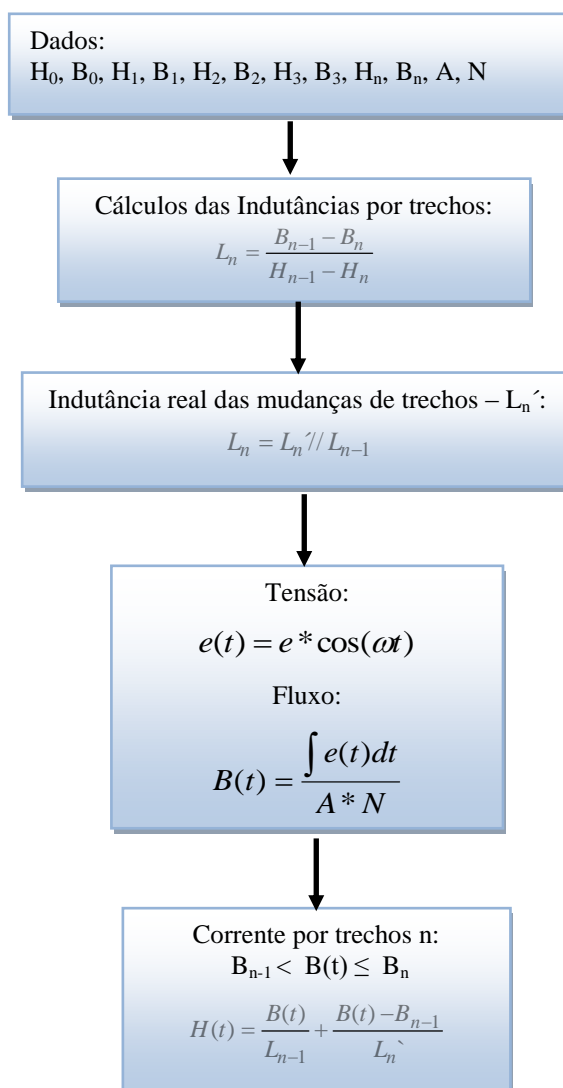 Dados:
H₀, B₀, H₁, B₁, H₂, B₂, H₃, B₃, Hₙ, Bₙ, A, N
Cálculos das Indutâncias por trechos:
Lₙ = (Bₙ₋₁ − Bₙ) / (Hₙ₋₁ − Hₙ)
Indutância real das mudanças de trechos – Lₙ´:
Lₙ = Lₙ´// Lₙ₋₁
Tensão:
e(t) = e * cos(ωt)
Fluxo:
B(t) = ∫ e(t)dt / A * N
Corrente por trechos n:
Bₙ₋₁ < B(t) ≤ Bₙ
H(t) = B(t) / Lₙ₋₁ + (B(t) − Bₙ₋₁) / Lₙ`